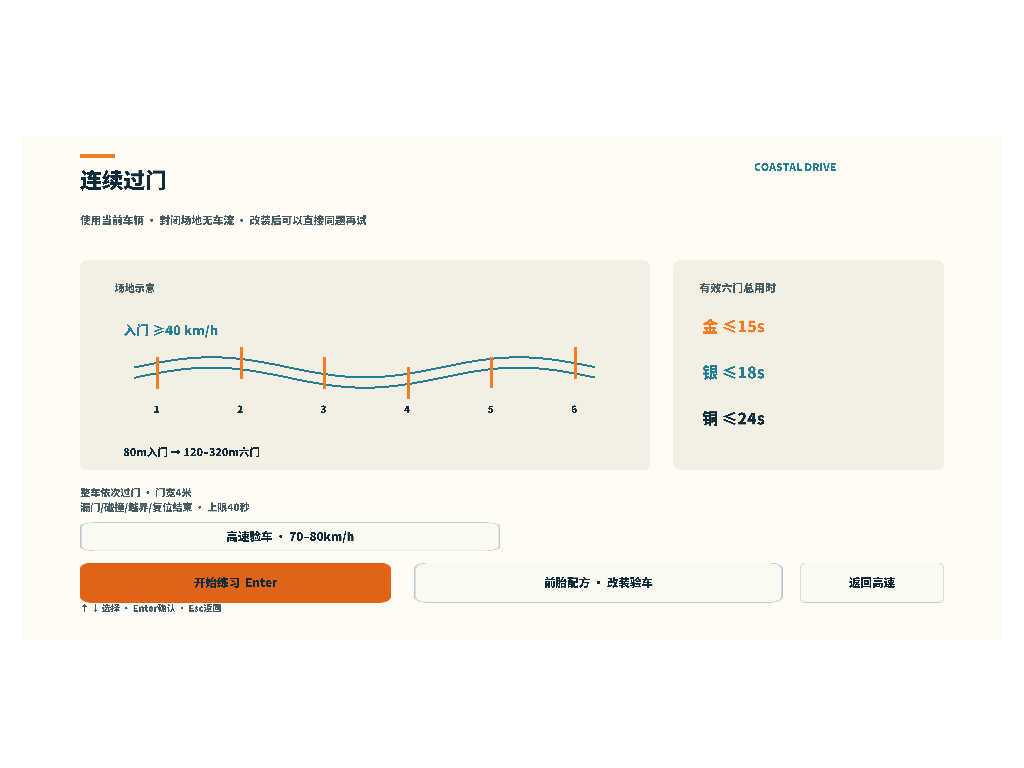 连续过门
COASTAL DRIVE
使用当前车辆 · 封闭场地无车流 · 改装后可以直接同题再试
场地示意
入门 ≥40 km/h
1 2 3 4 5 6
80m入门 → 120–320m六门
有效六门总用时
金 ≤15s
银 ≤18s
铜 ≤24s
整车依次过门 · 门宽4米
漏门/碰撞/越界/复位结束 · 上限40秒
高速验车 · 70–80km/h
开始练习 Enter
前胎配方 · 改装验车
返回高速
↑ ↓ 选择 · Enter确认 · Esc返回